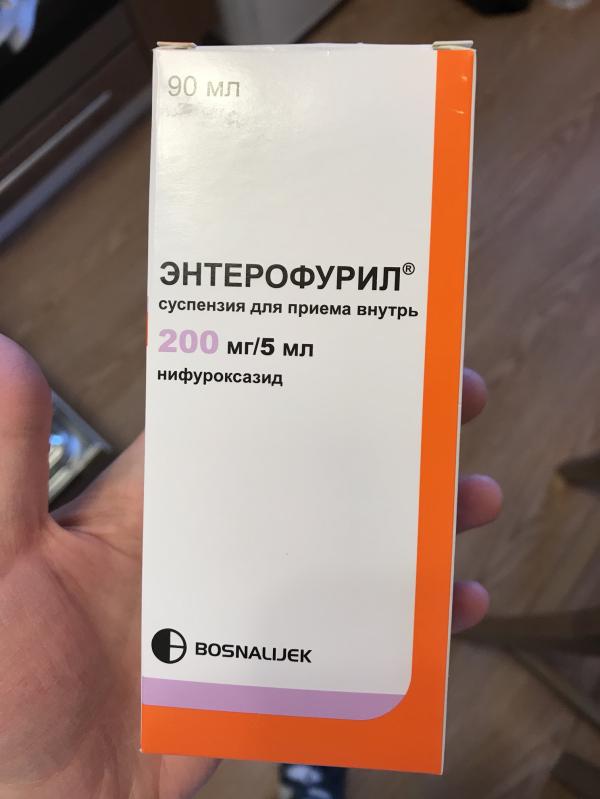 90 мл
ЭНТЕРОФУРИЛ®
суспензия для приема внутрь
200 мг/5 мл
нифуроксазид
BOSNALIJEK